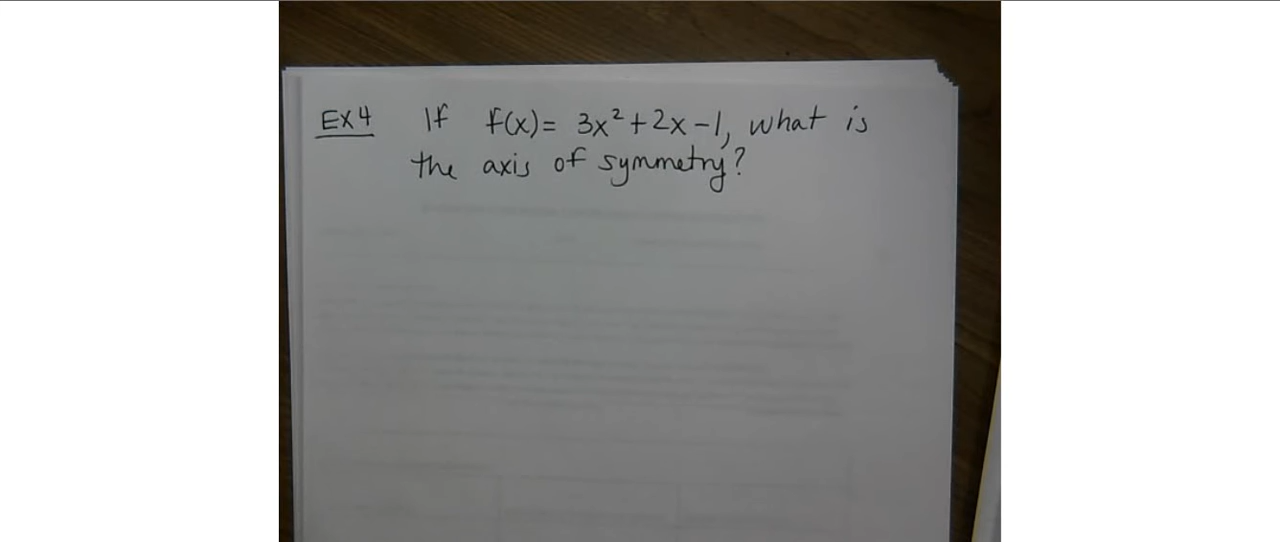 Ex 4 If f(x) = 3x² + 2x - 1, what is
the axis of symmetry?